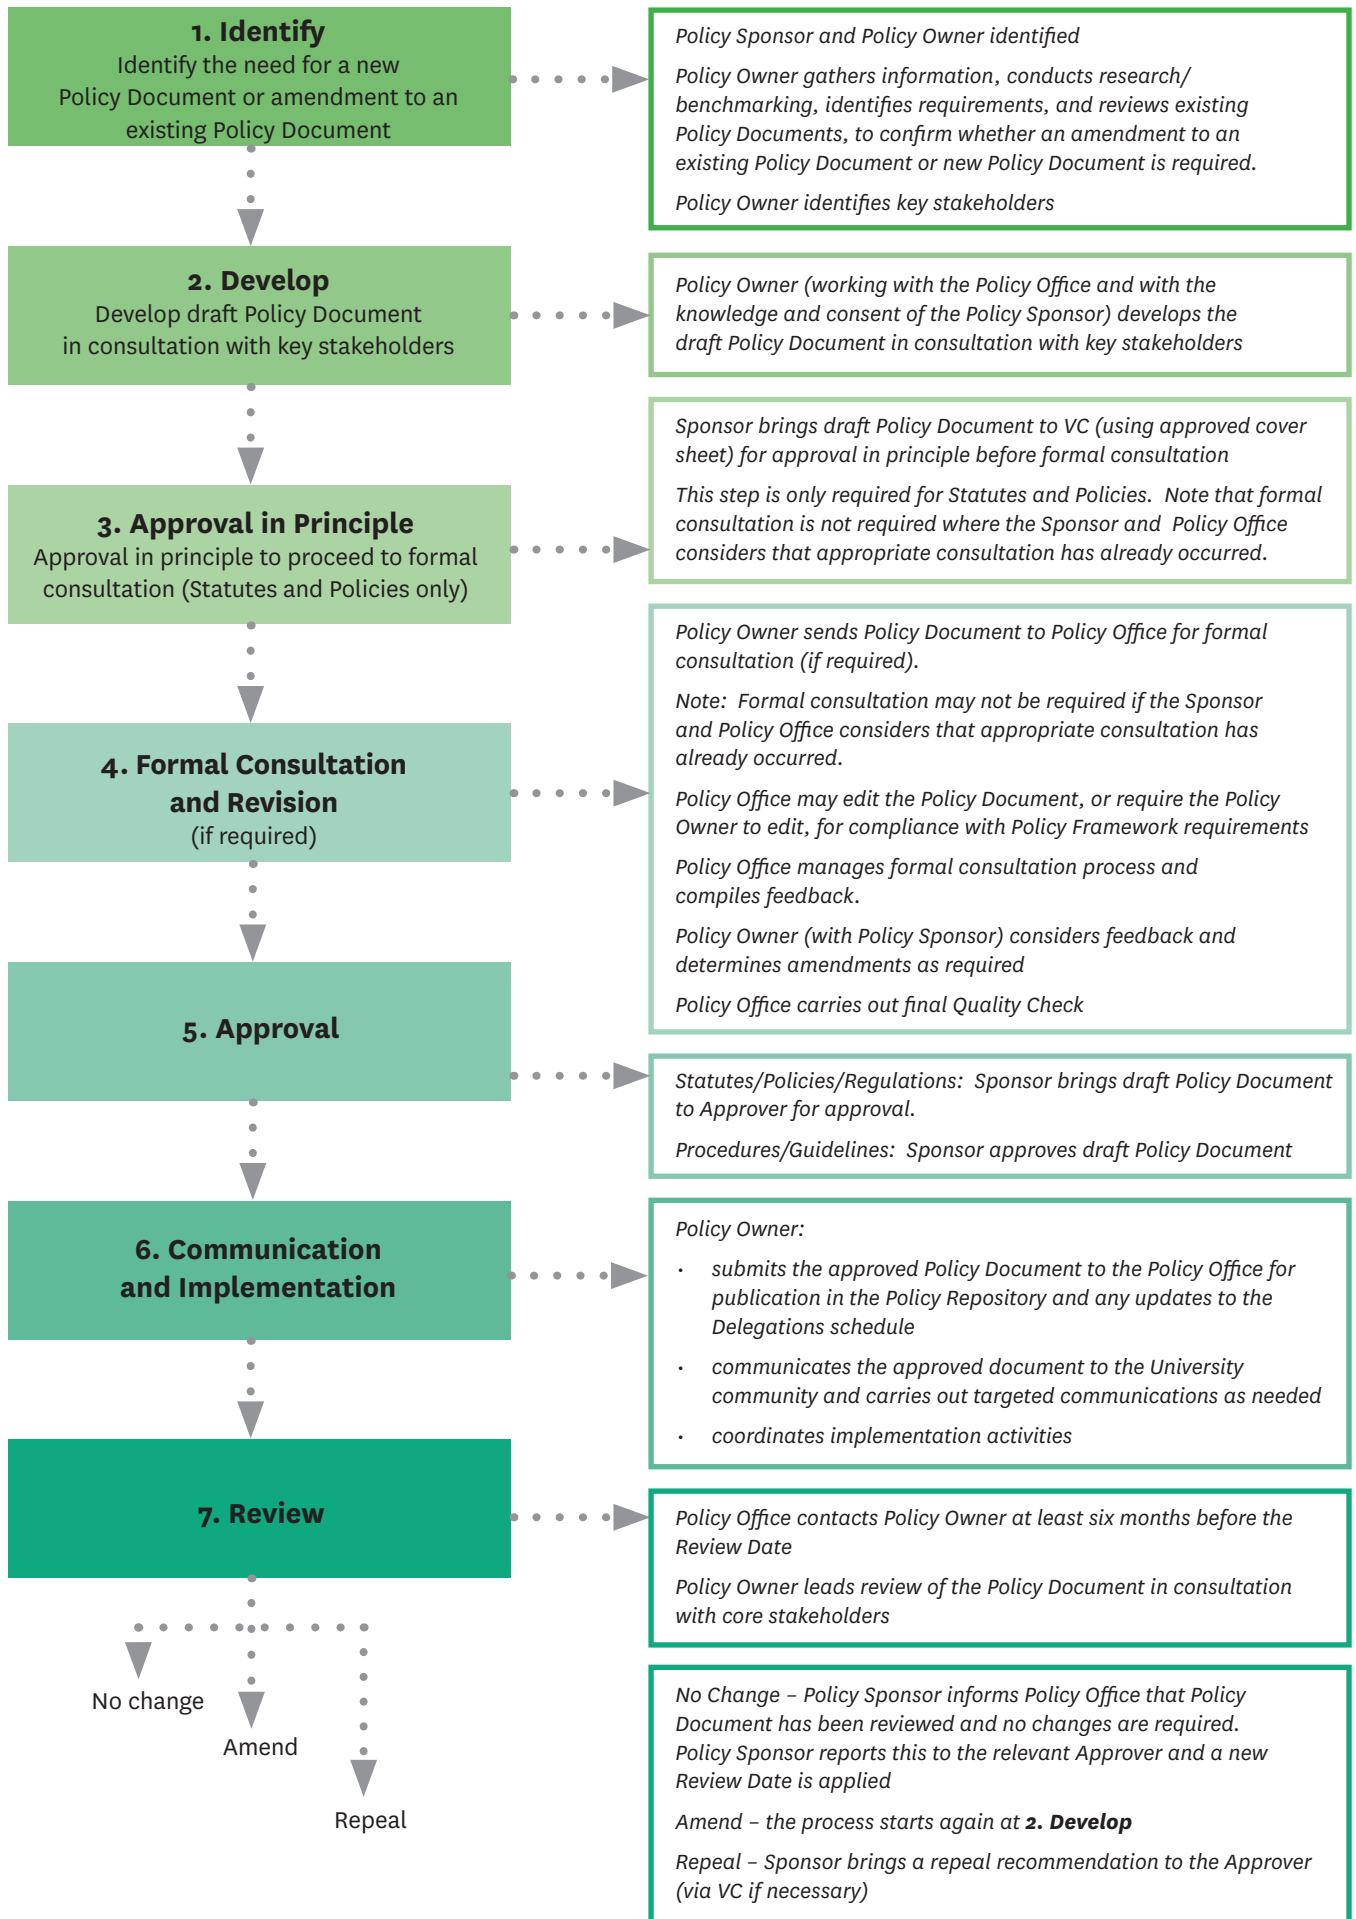 1. Identify
Identify the need for a new
Policy Document or amendment to an
existing Policy Document
Policy Sponsor and Policy Owner identified
Policy Owner gathers information, conducts research/
benchmarking, identifies requirements, and reviews existing
Policy Documents, to confirm whether an amendment to an
existing Policy Document or new Policy Document is required.
Policy Owner identifies key stakeholders
2. Develop
Develop draft Policy Document
in consultation with key stakeholders
Policy Owner (working with the Policy Office and with the
knowledge and consent of the Policy Sponsor) develops the
draft Policy Document in consultation with key stakeholders
3. Approval in Principle
Approval in principle to proceed to formal
consultation (Statutes and Policies only)
Sponsor brings draft Policy Document to VC (using approved cover
sheet) for approval in principle before formal consultation
This step is only required for Statutes and Policies.  Note that formal
consultation is not required where the Sponsor and  Policy Office
considers that appropriate consultation has already occurred.
4. Formal Consultation
and Revision
(if required)
Policy Owner sends Policy Document to Policy Office for formal
consultation (if required).
Note:  Formal consultation may not be required if the Sponsor
and Policy Office considers that appropriate consultation has
already occurred.
Policy Office may edit the Policy Document, or require the Policy
Owner to edit, for compliance with Policy Framework requirements
Policy Office manages formal consultation process and
compiles feedback.
Policy Owner (with Policy Sponsor) considers feedback and
determines amendments as required
Policy Office carries out final Quality Check
5. Approval
Statutes/Policies/Regulations:  Sponsor brings draft Policy Document
to Approver for approval.
Procedures/Guidelines:  Sponsor approves draft Policy Document
6. Communication
and Implementation
Policy Owner:
· submits the approved Policy Document to the Policy Office for
publication in the Policy Repository and any updates to the
Delegations schedule
· communicates the approved document to the University
community and carries out targeted communications as needed
· coordinates implementation activities
7. Review
Policy Office contacts Policy Owner at least six months before the
Review Date
Policy Owner leads review of the Policy Document in consultation
with core stakeholders
No change
Amend
Repeal
No Change – Policy Sponsor informs Policy Office that Policy
Document has been reviewed and no changes are required.
Policy Sponsor reports this to the relevant Approver and a new
Review Date is applied
Amend – the process starts again at 2. Develop
Repeal – Sponsor brings a repeal recommendation to the Approver
(via VC if necessary)